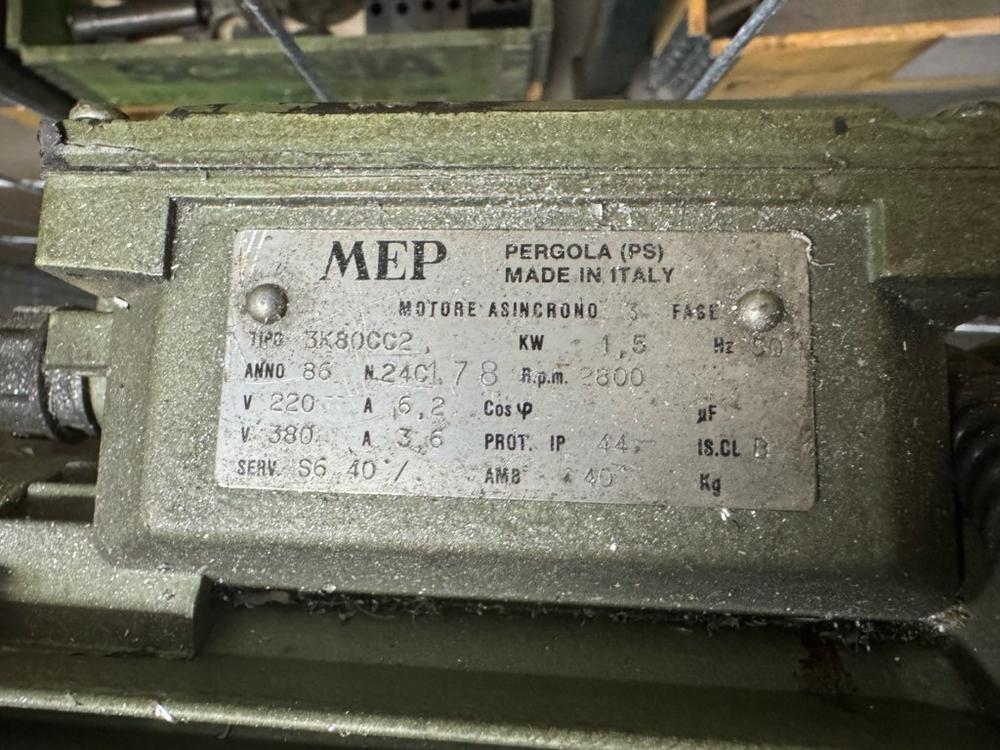 MEP
PERGOLA (PS)
MADE IN ITALY
MOTORE ASINCRONO 3 FASE
TIPO 3K80CC2 KW 1,5 Hz 50
ANNO 86 N. 178 R.p.m. 2800
V 220 A 6,2 Cos φ µF
V 380 A 3,6 PROT. IP 44 IS.CL B
SERV. S6 40 / AMB 40 Kg